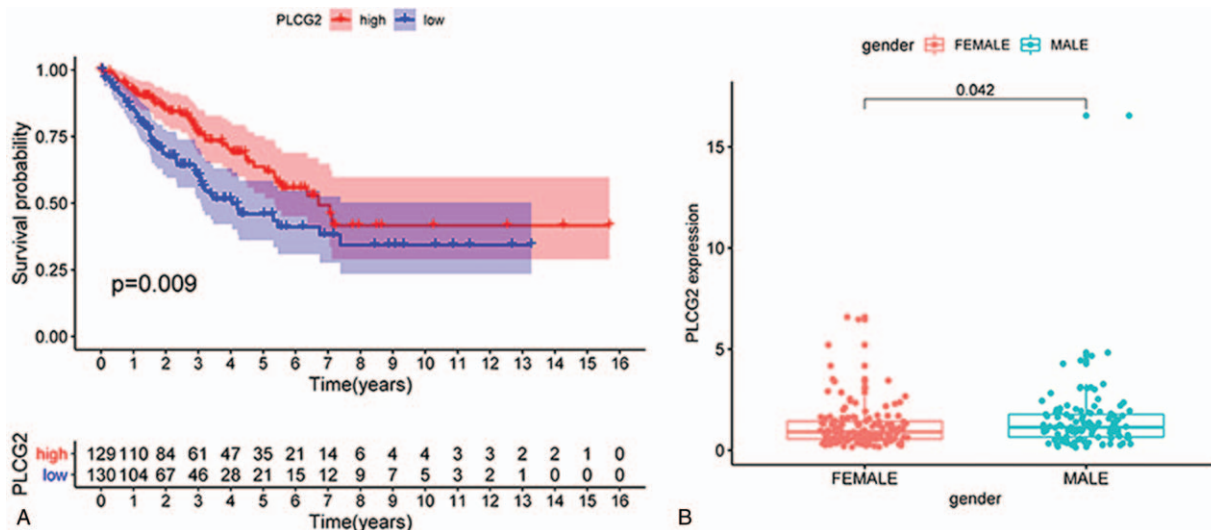 PLCG2 high low
1.00
0.75
0.50
0.25
0.00
Survival probability
p=0.009
0 1 2 3 4 5 6 7 8 9 10 11 12 13 14 15 16
Time(years)
PLCG2
high 129 110 84 61 47 35 21 14 6 4 4 3 3 2 2 1 0
low 130 104 67 46 28 21 15 12 9 7 5 3 2 1 0 0 0
0 1 2 3 4 5 6 7 8 9 10 11 12 13 14 15 16
Time(years)
A
gender FEMALE MALE
0.042
15
10
5
0
PLCG2 expression
FEMALE MALE
gender
B